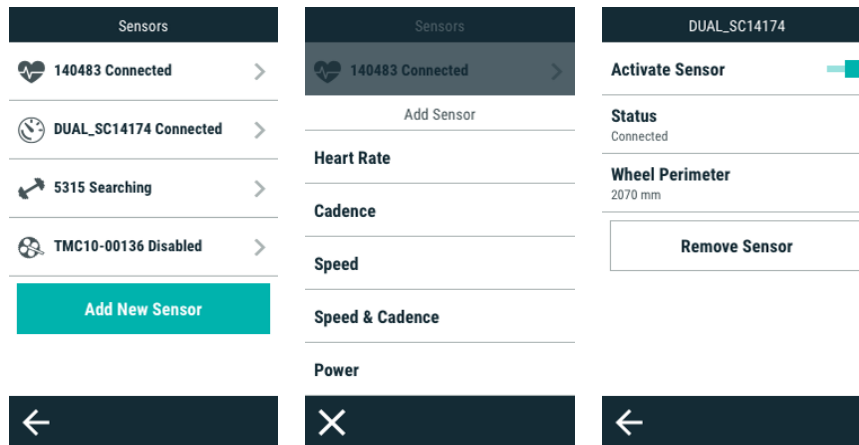 Sensors
140483 Connected
DUAL_SC14174 Connected
5315 Searching
TMC10-00136 Disabled
Add New Sensor
Sensors
140483 Connected
Add Sensor
Heart Rate
Cadence
Speed
Speed & Cadence
Power
DUAL_SC14174
Activate Sensor
Status
Connected
Wheel Perimeter
2070 mm
Remove Sensor